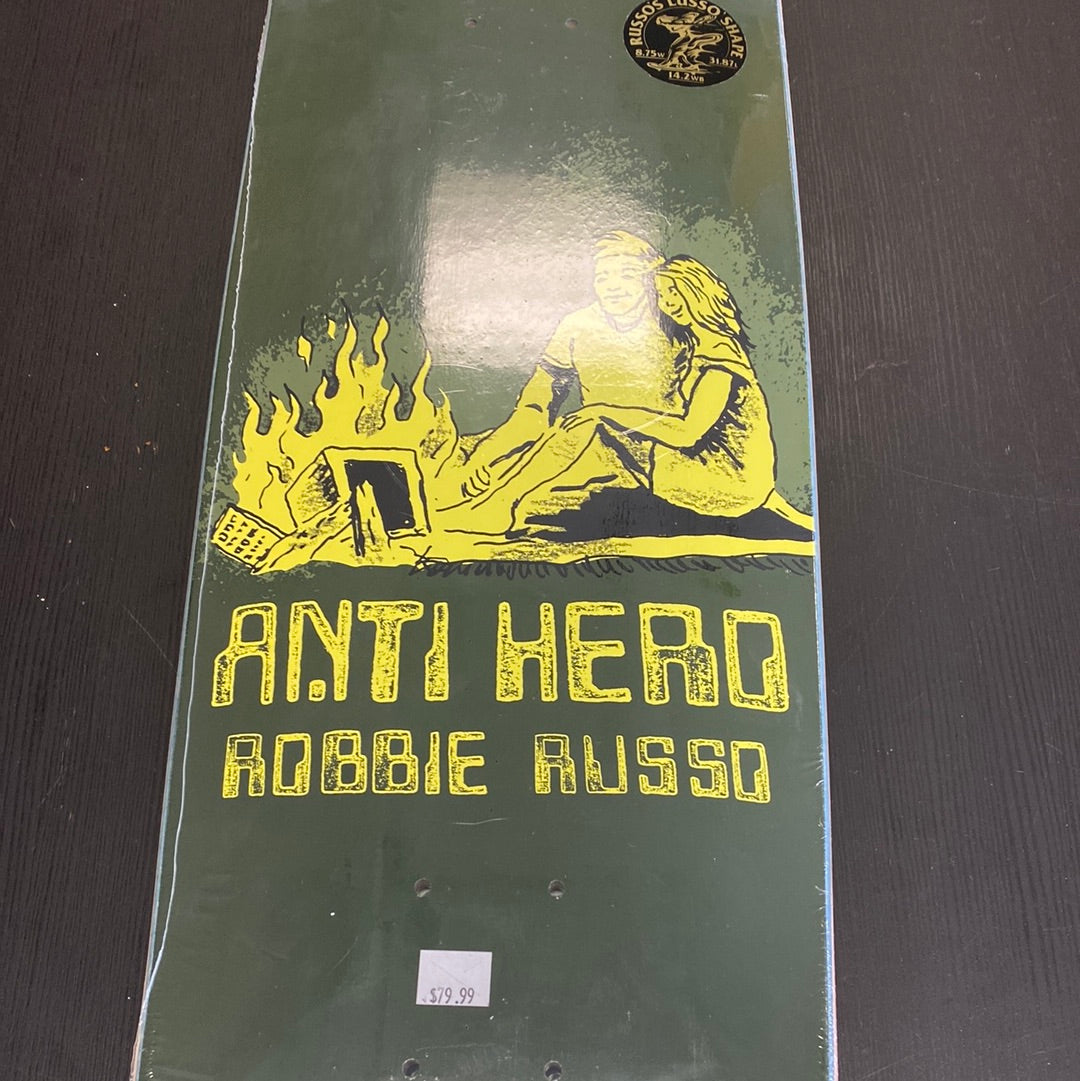 RUSSOS LUSSO SHAPE
8.75W 31.87L
14.2WB
ANTI HERO
ROBBIE RUSSO
$79.99